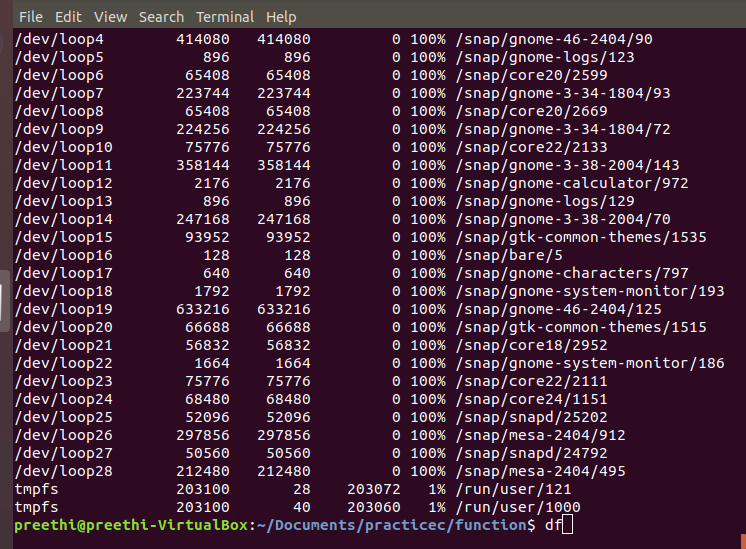 File Edit View Search Terminal Help
/dev/loop4 414080 414080 0 100% /snap/gnome-46-2404/90
/dev/loop5 896 896 0 100% /snap/gnome-logs/123
/dev/loop6 65408 65408 0 100% /snap/core20/2599
/dev/loop7 223744 223744 0 100% /snap/gnome-3-34-1804/93
/dev/loop8 65408 65408 0 100% /snap/core20/2669
/dev/loop9 224256 224256 0 100% /snap/gnome-3-34-1804/72
/dev/loop10 75776 75776 0 100% /snap/core22/2133
/dev/loop11 358144 358144 0 100% /snap/gnome-3-38-2004/143
/dev/loop12 2176 2176 0 100% /snap/gnome-calculator/972
/dev/loop13 896 896 0 100% /snap/gnome-logs/129
/dev/loop14 247168 247168 0 100% /snap/gnome-3-38-2004/70
/dev/loop15 93952 93952 0 100% /snap/gtk-common-themes/1535
/dev/loop16 128 128 0 100% /snap/bare/5
/dev/loop17 640 640 0 100% /snap/gnome-characters/797
/dev/loop18 1792 1792 0 100% /snap/gnome-system-monitor/193
/dev/loop19 633216 633216 0 100% /snap/gnome-46-2404/125
/dev/loop20 66688 66688 0 100% /snap/gtk-common-themes/1515
/dev/loop21 56832 56832 0 100% /snap/core18/2952
/dev/loop22 1664 1664 0 100% /snap/gnome-system-monitor/186
/dev/loop23 75776 75776 0 100% /snap/core22/2111
/dev/loop24 68480 68480 0 100% /snap/core24/1151
/dev/loop25 52096 52096 0 100% /snap/snapd/25202
/dev/loop26 297856 297856 0 100% /snap/mesa-2404/912
/dev/loop27 50560 50560 0 100% /snap/snapd/24792
/dev/loop28 212480 212480 0 100% /snap/mesa-2404/495
tmpfs 203100 28 203072 1% /run/user/121
tmpfs 203100 40 203060 1% /run/user/1000
preethi@preethi-VirtualBox:~/Documents/practicec/function$ df